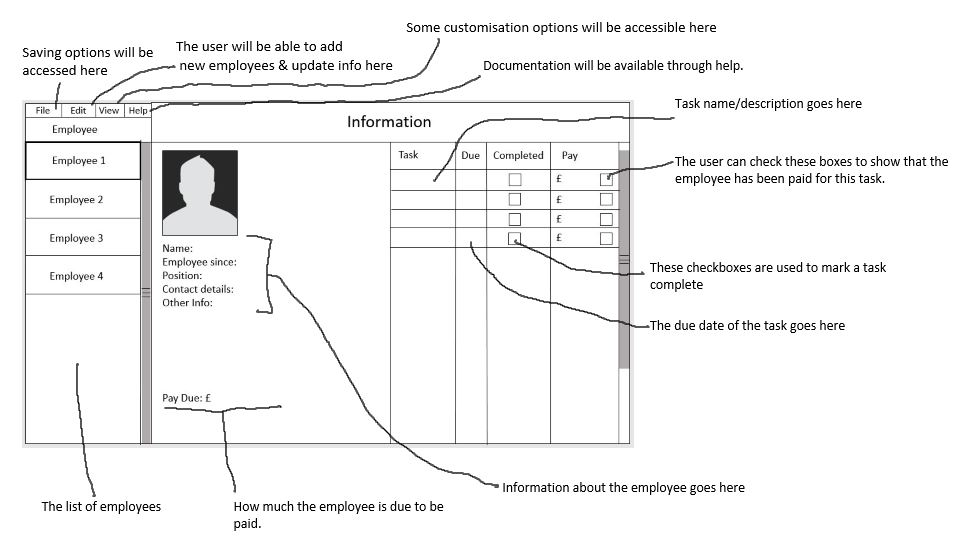 Some customisation options will be accessible here
Saving options will be
accessed here
The user will be able to add
new employees & update info here
Documentation will be available through help.
Task name/description goes here
File Edit View Help
Employee
Information
Employee 1
Employee 2
Employee 3
Employee 4
Name:
Employee since:
Position:
Contact details:
Other Info:
Pay Due: £
Task Due Completed Pay
£
£
£
£
The user can check these boxes to show that the
employee has been paid for this task.
These checkboxes are used to mark a task
complete
The due date of the task goes here
Information about the employee goes here
The list of employees
How much the employee is due to be
paid.